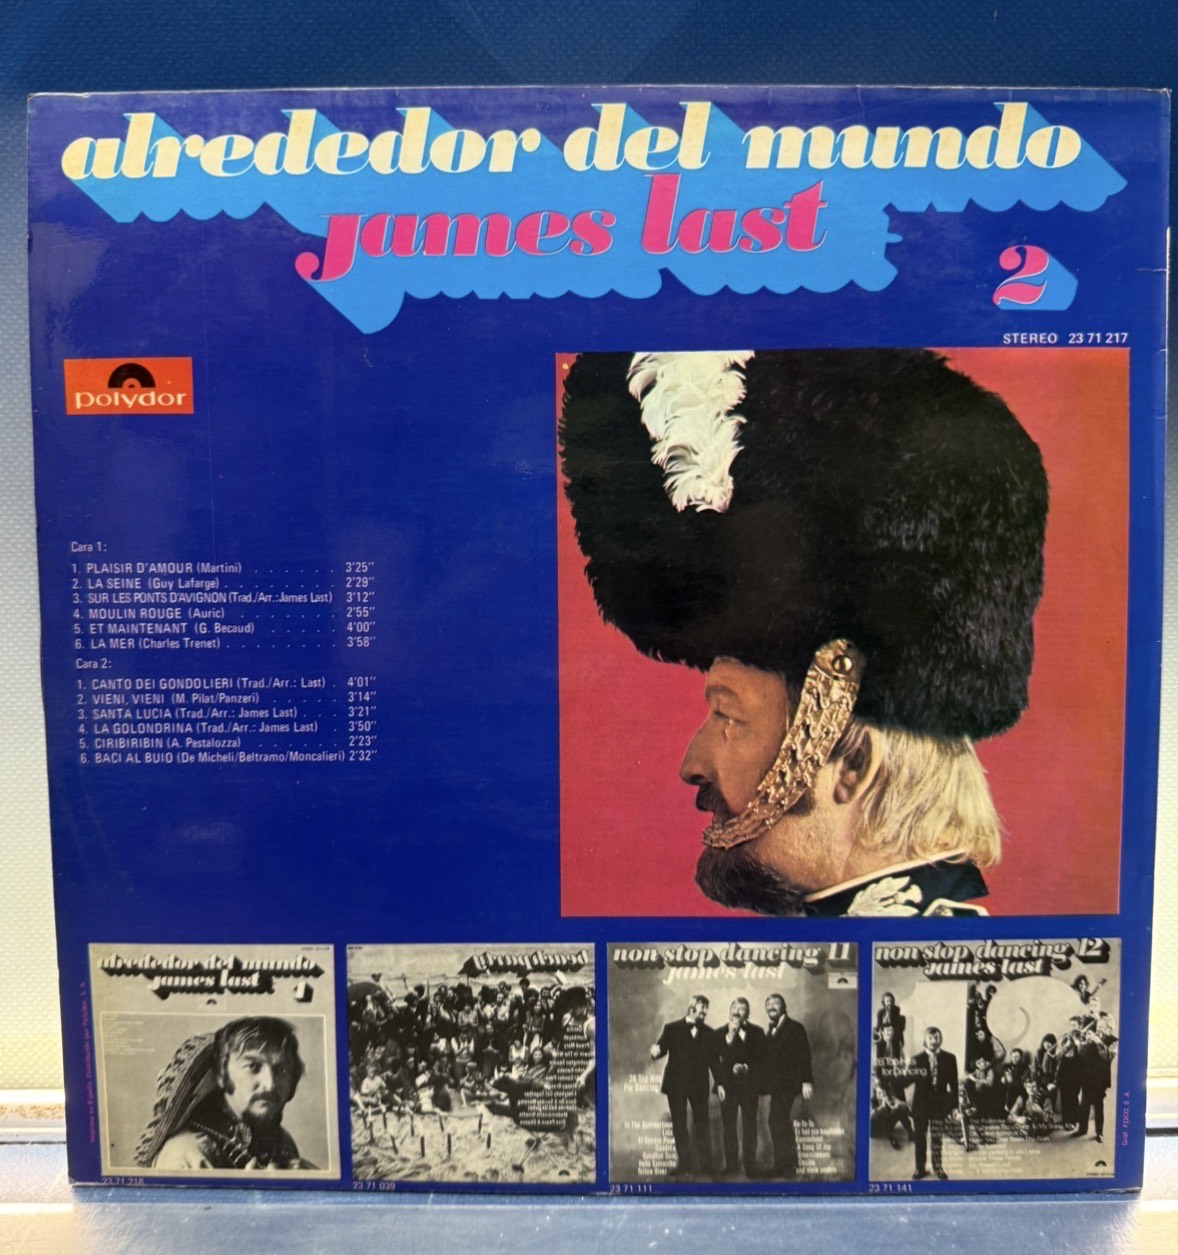 alrededor del mundo
james last
2
STEREO 23 71 217
polydor
Cara 1:
1. PLAISIR D'AMOUR (Martini) . . . . . . 3'25"
2. LA SEINE (Guy Lafarge) . . . . . . . . 2'29"
3. SUR LES PONTS D'AVIGNON (Trad./Arr.:James Last) 3'12"
4. MOULIN ROUGE (Auric) . . . . . . . . 2'55"
5. ET MAINTENANT (G. Becaud) . . . . . 4'00"
6. LA MER (Charles Trenet) . . . . . . . . 3'58"
Cara 2:
1. CANTO DEI GONDOLIERI (Trad./Arr.: Last) . 4'01"
2. VIENI, VIENI (M. Pilat/Panzeri) . . . . . 3'14"
3. SANTA LUCIA (Trad./Arr.: James Last) . . . 3'21"
4. LA GOLONDRINA (Trad./Arr.: James Last) . 3'50"
5. CIRIBIRIBIN (A. Pestalozza) . . . . . . . 2'23"
6. BACI AL BUIO (De Micheli/Beltramo/Moncalieri) 2'32"
alrededor del mundo
james last 1
non stop dancing 11
james last
non stop dancing 12
james last
23 71 218
23 71 039
23 71 111
23 71 141